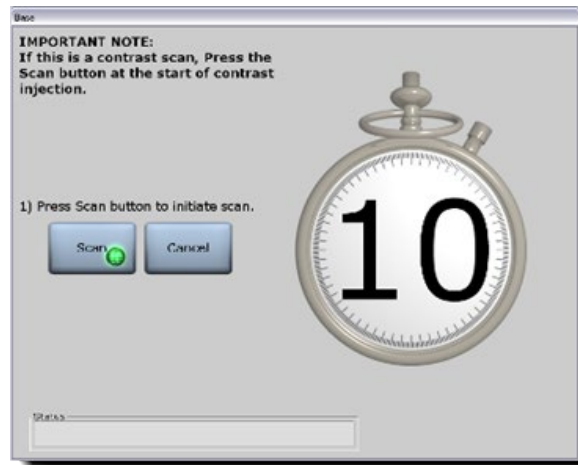 Base
IMPORTANT NOTE:
If this is a contrast scan, Press the
Scan button at the start of contrast
injection.
1) Press Scan button to initiate scan.
Scan
Cancel
10
Status